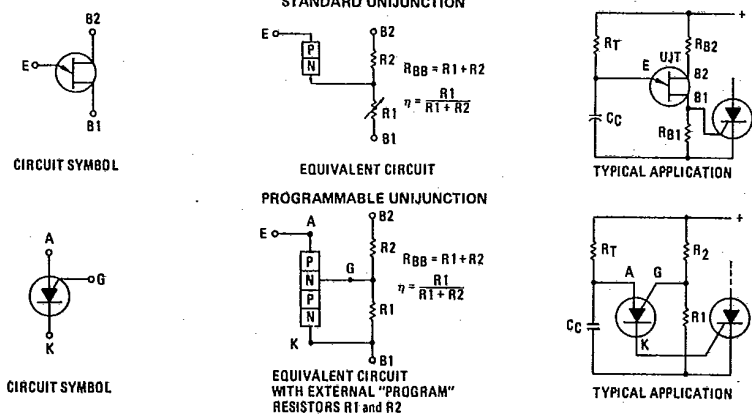 STANDARD UNIJUNCTION
B2
E
B1
CIRCUIT SYMBOL
E
P
N
B2
R2
R1
B1
RBB = R1 + R2
η = R1 / R1 + R2
EQUIVALENT CIRCUIT
+
RT
RB2
UJT
E
B2
B1
CC
RB1
TYPICAL APPLICATION
PROGRAMMABLE UNIJUNCTION
A
G
K
CIRCUIT SYMBOL
A
E
P
N
P
N
G
K
B2
R2
R1
B1
RBB = R1 + R2
η = R1 / R1 + R2
EQUIVALENT CIRCUIT
WITH EXTERNAL "PROGRAM"
RESISTORS R1 and R2
+
RT
R2
A
G
CC
R1
K
TYPICAL APPLICATION